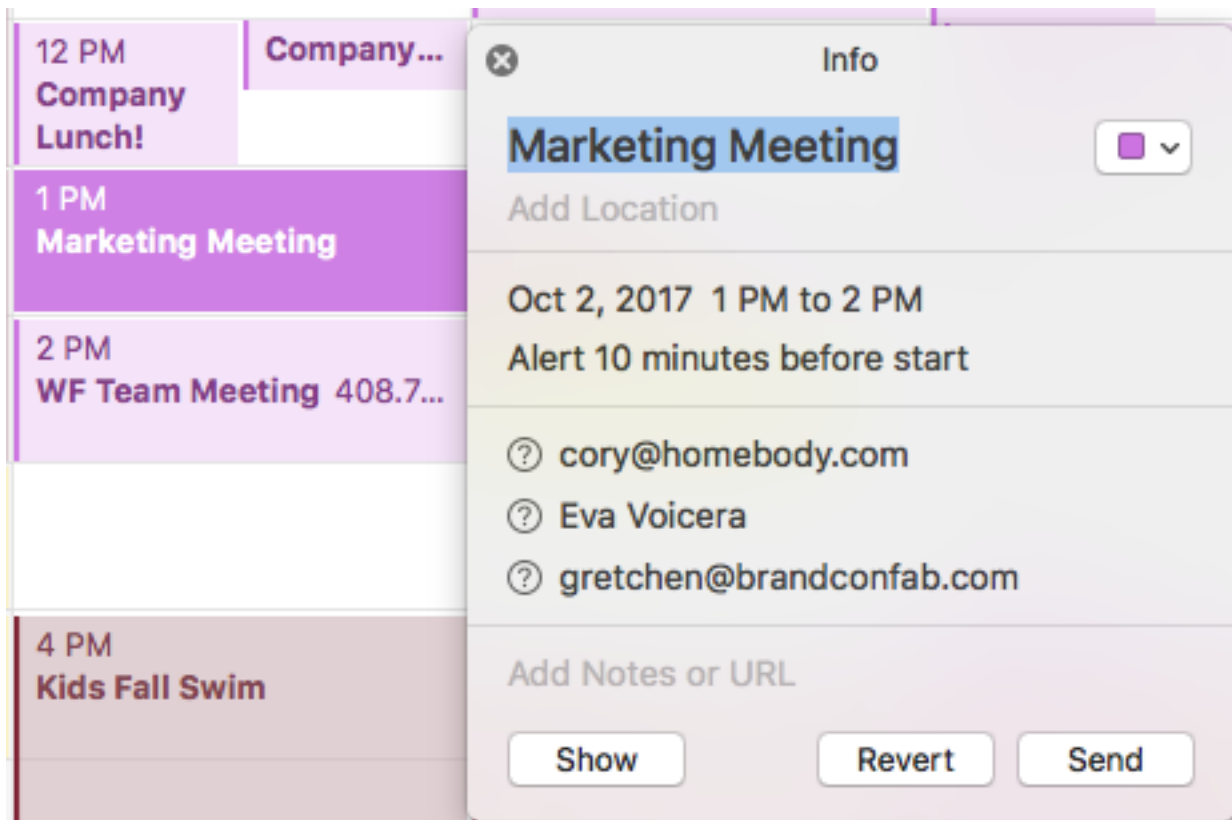 12 PM
Company
Lunch!
Company...
1 PM
Marketing Meeting
2 PM
WF Team Meeting 408.7...
4 PM
Kids Fall Swim
Info
Marketing Meeting
Add Location
Oct 2, 2017 1 PM to 2 PM
Alert 10 minutes before start
cory@homebody.com
Eva Voicera
gretchen@brandconfab.com
Add Notes or URL
Show
Revert
Send